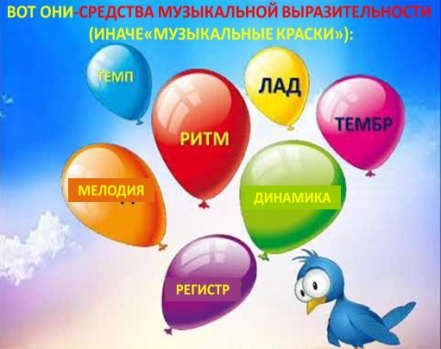 ВОТ ОНИ-СРЕДСТВА МУЗЫКАЛЬНОЙ ВЫРАЗИТЕЛЬНОСТИ
(ИНАЧЕ«МУЗЫКАЛЬНЫЕ КРАСКИ»):
ТЕМП
ЛАД
РИТМ
ТЕМБР
МЕЛОДИЯ
ДИНАМИКА
РЕГИСТР